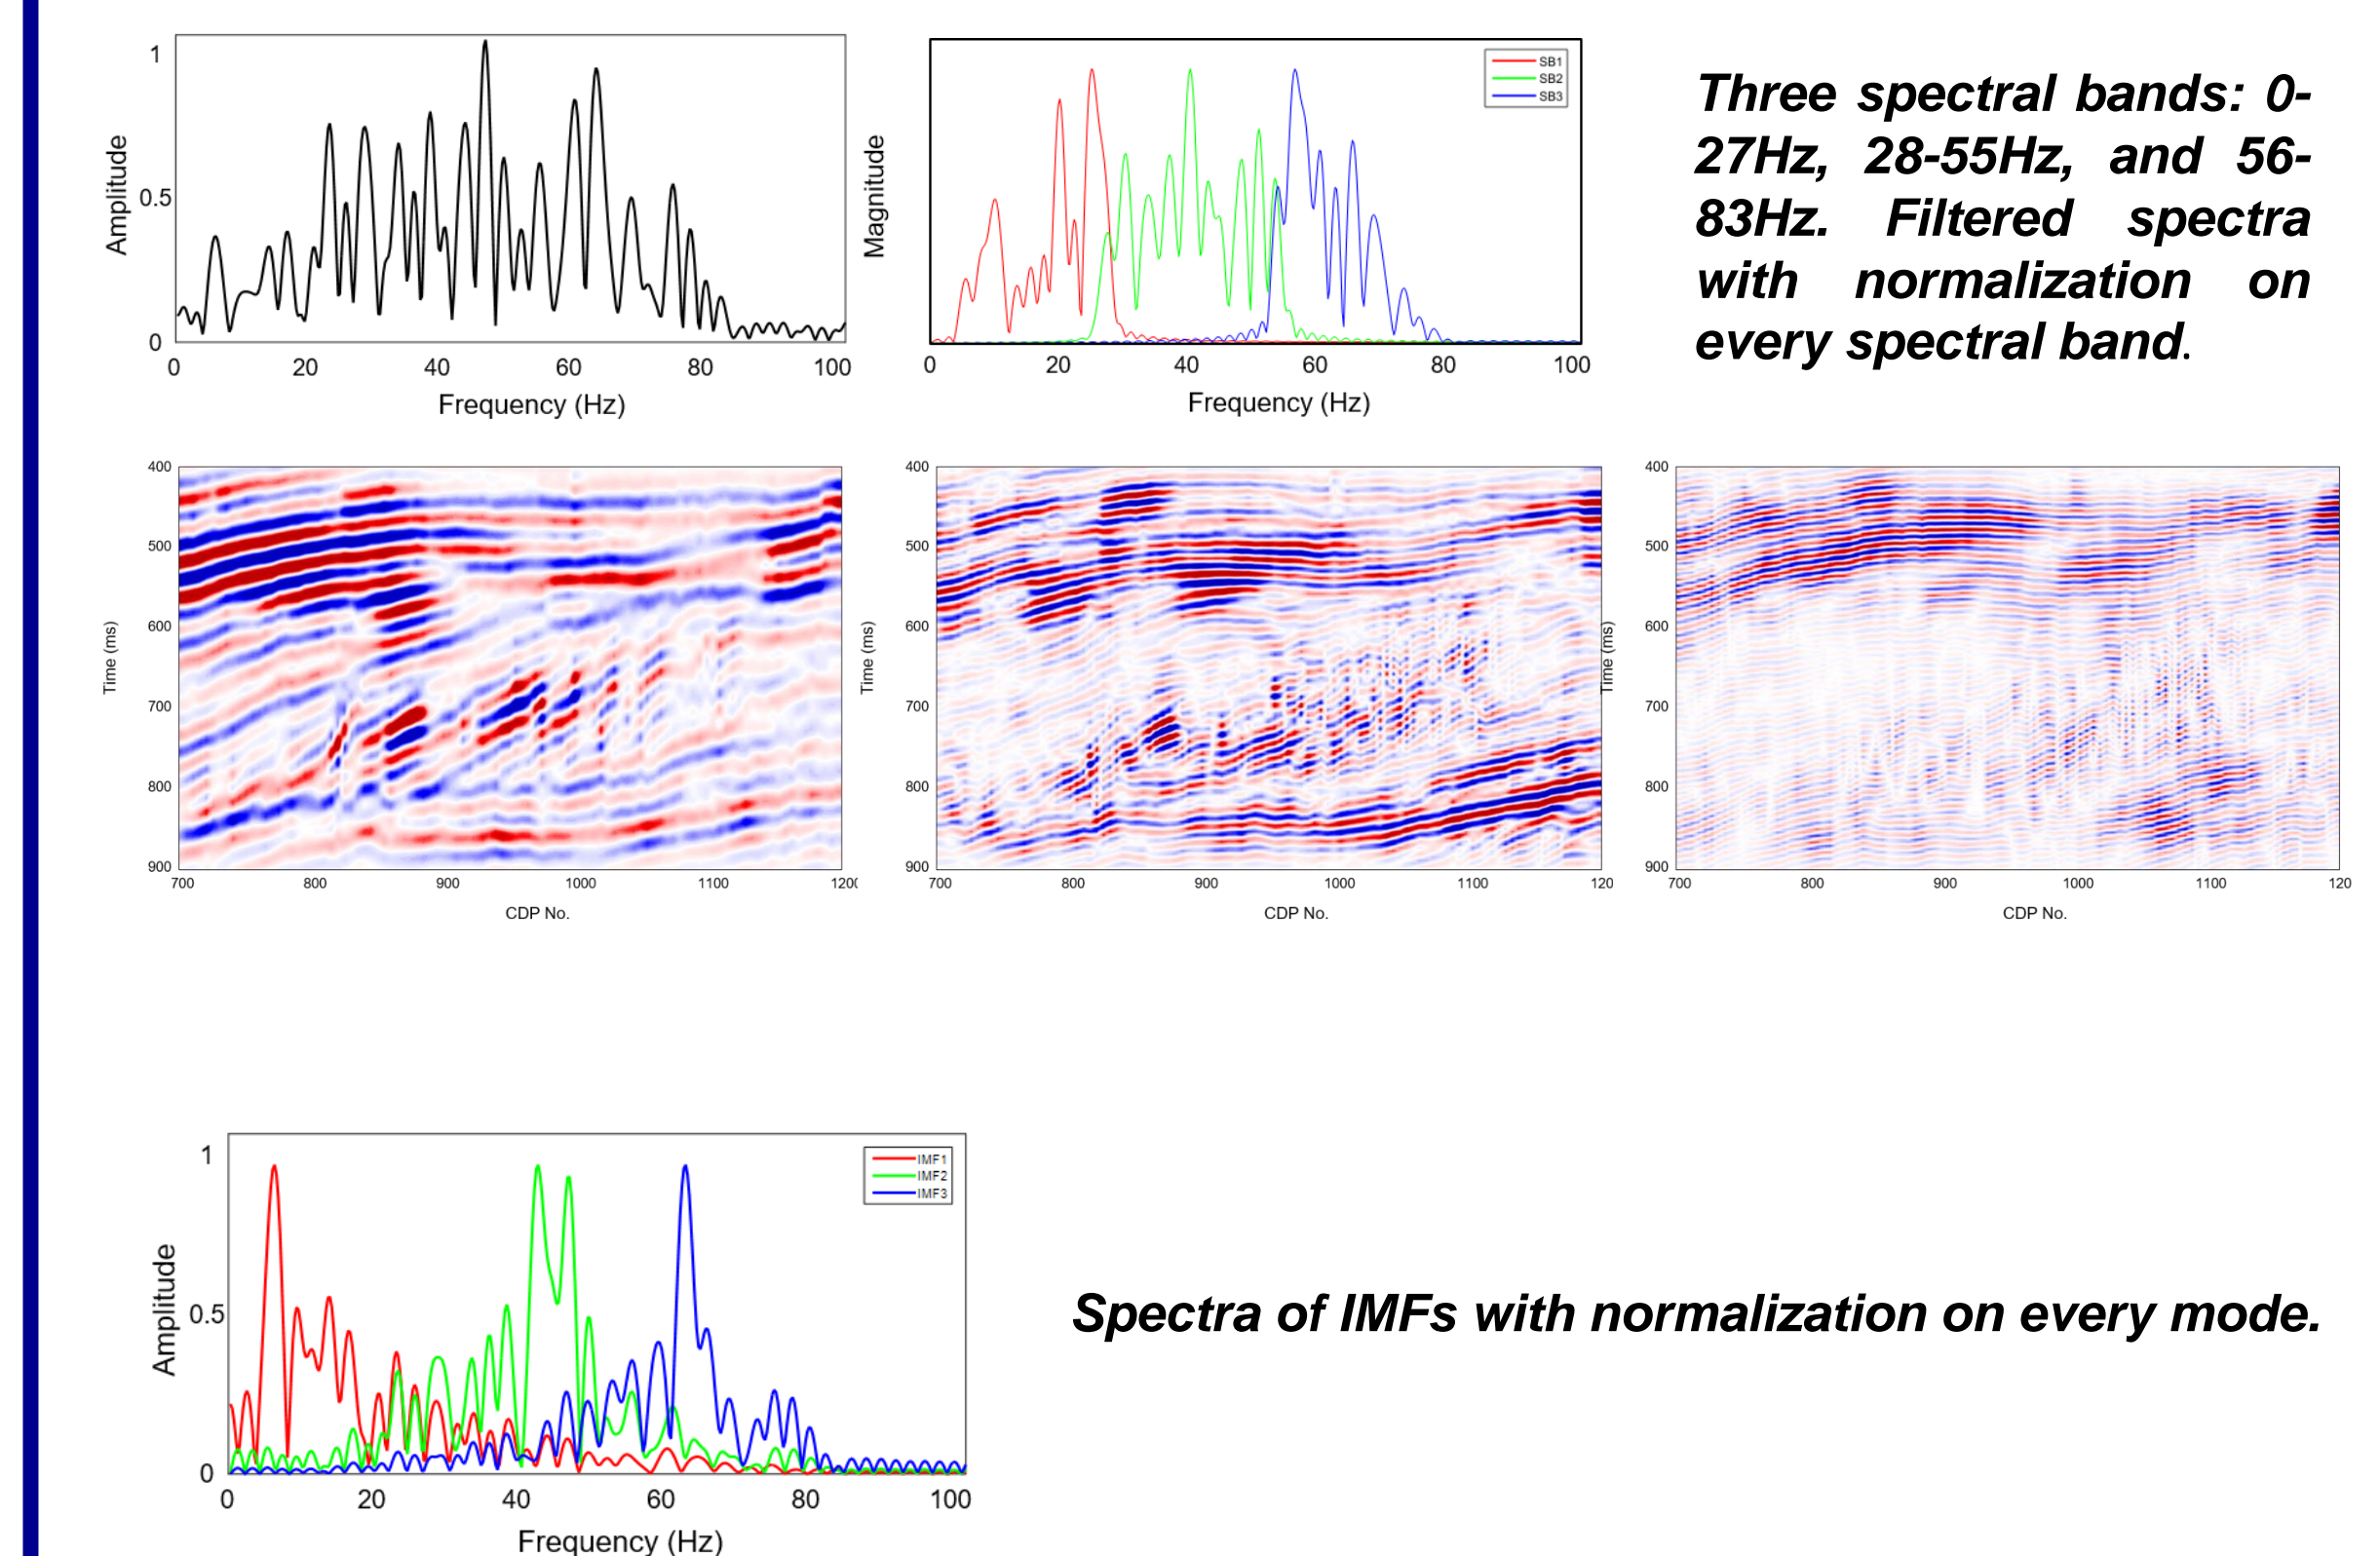 1
0.5
0
Amplitude
0 20 40 60 80 100
Frequency (Hz)
Magnitude
SB1
SB2
SB3
0 20 40 60 80 100
Frequency (Hz)
Three spectral bands: 0-
27Hz, 28-55Hz, and 56-
83Hz. Filtered spectra
with normalization on
every spectral band.
400
500
600
700
800
900
Time (ms)
700 800 900 1000 1100 120
CDP No.
400
500
600
700
800
900
Time (ms)
700 800 900 1000 1100 120
CDP No.
400
500
600
700
800
900
Time (ms)
700 800 900 1000 1100 120
CDP No.
1
0.5
0
Amplitude
IMF1
IMF2
IMF3
0 20 40 60 80 100
Frequency (Hz)
Spectra of IMFs with normalization on every mode.